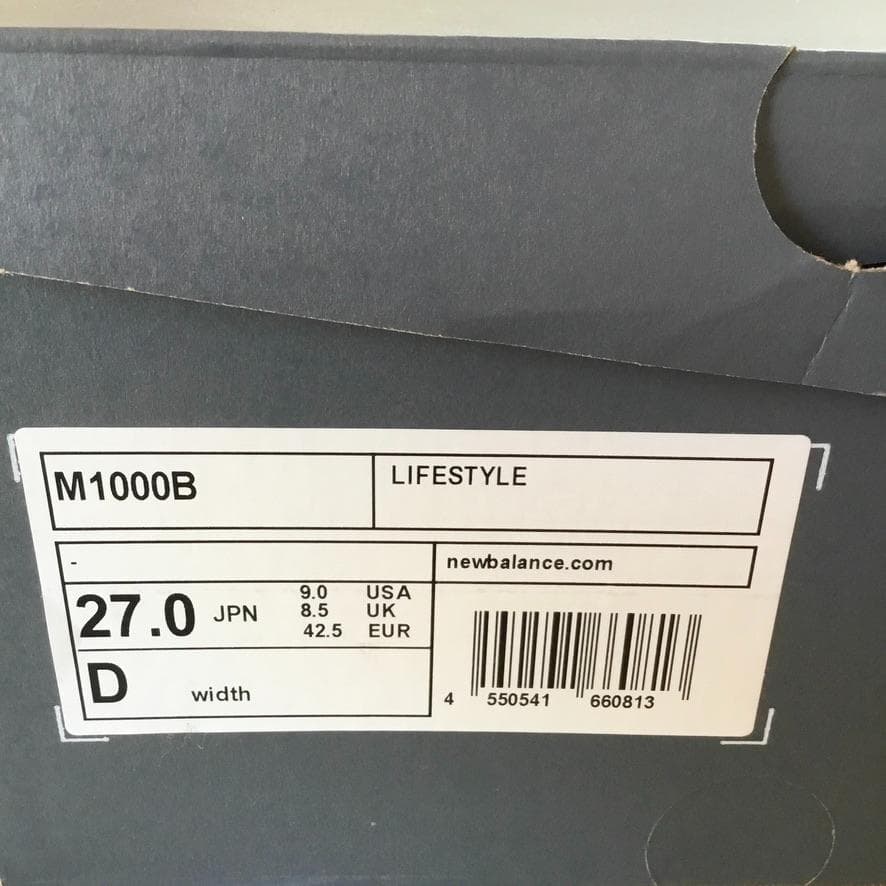 M1000B
LIFESTYLE
-
newbalance.com
27.0 JPN
9.0 USA
8.5 UK
42.5 EUR
D width
4 550541 660813